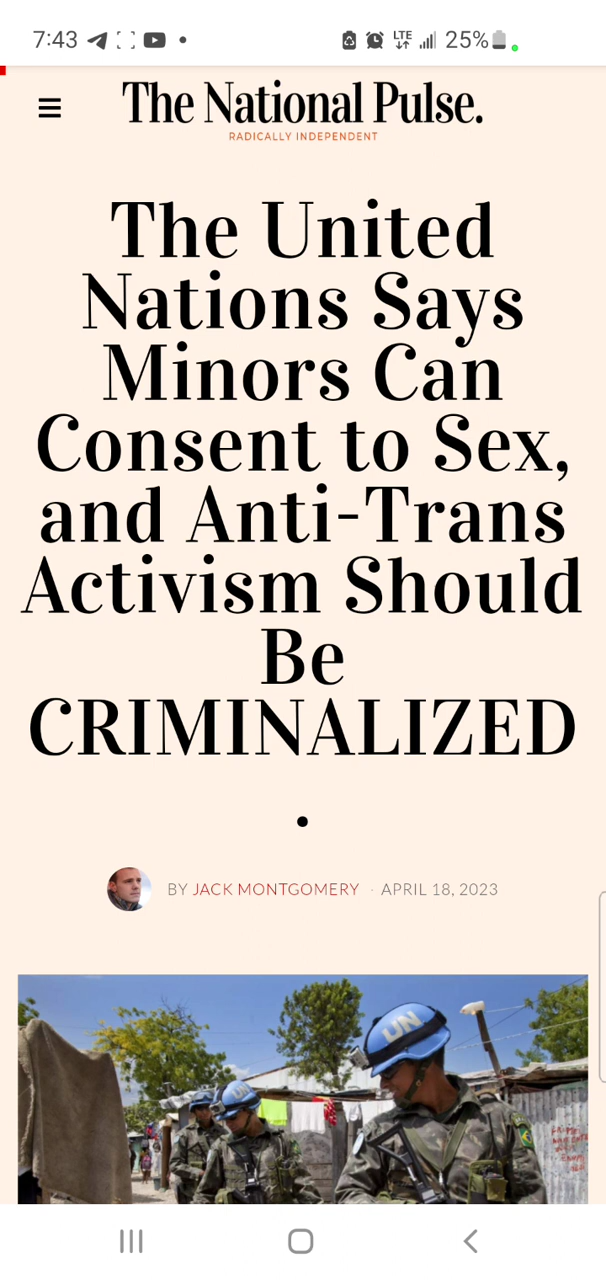 7:43 LTE 25%
The National Pulse.
RADICALLY INDEPENDENT
The United
Nations Says
Minors Can
Consent to Sex,
and Anti-Trans
Activism Should
Be
CRIMINALIZED
.
BY JACK MONTGOMERY · APRIL 18, 2023
UN